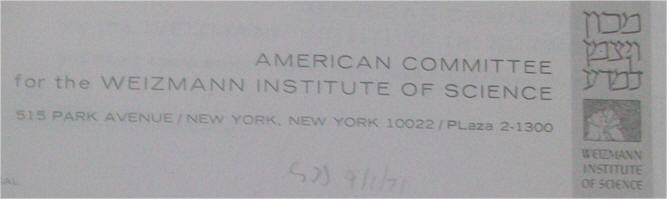 AMERICAN COMMITTEE
for the WEIZMANN INSTITUTE OF SCIENCE
515 PARK AVENUE / NEW YORK, NEW YORK 10022 / PLaza 2-1300
מכון
ויצמן
למדע
WEIZMANN
INSTITUTE
OF SCIENCE